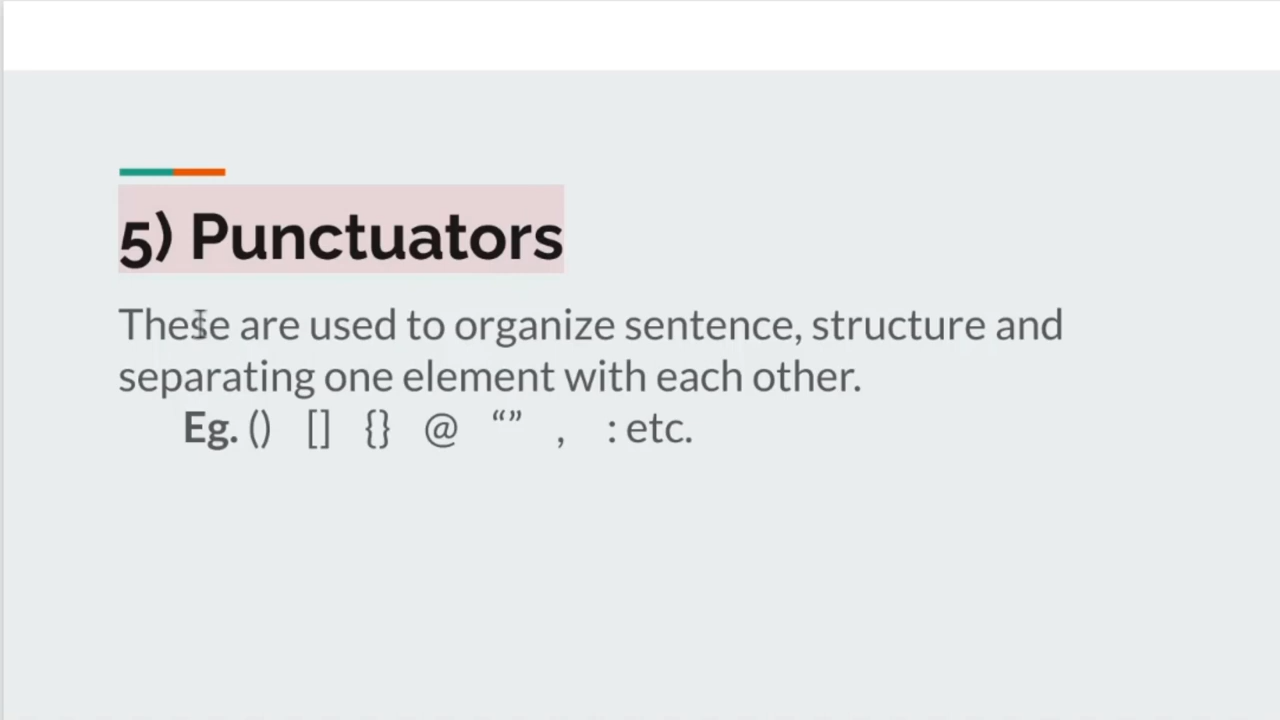 5) Punctuators
These are used to organize sentence, structure and
separating one element with each other.
Eg. () [] {} @ “” , : etc.